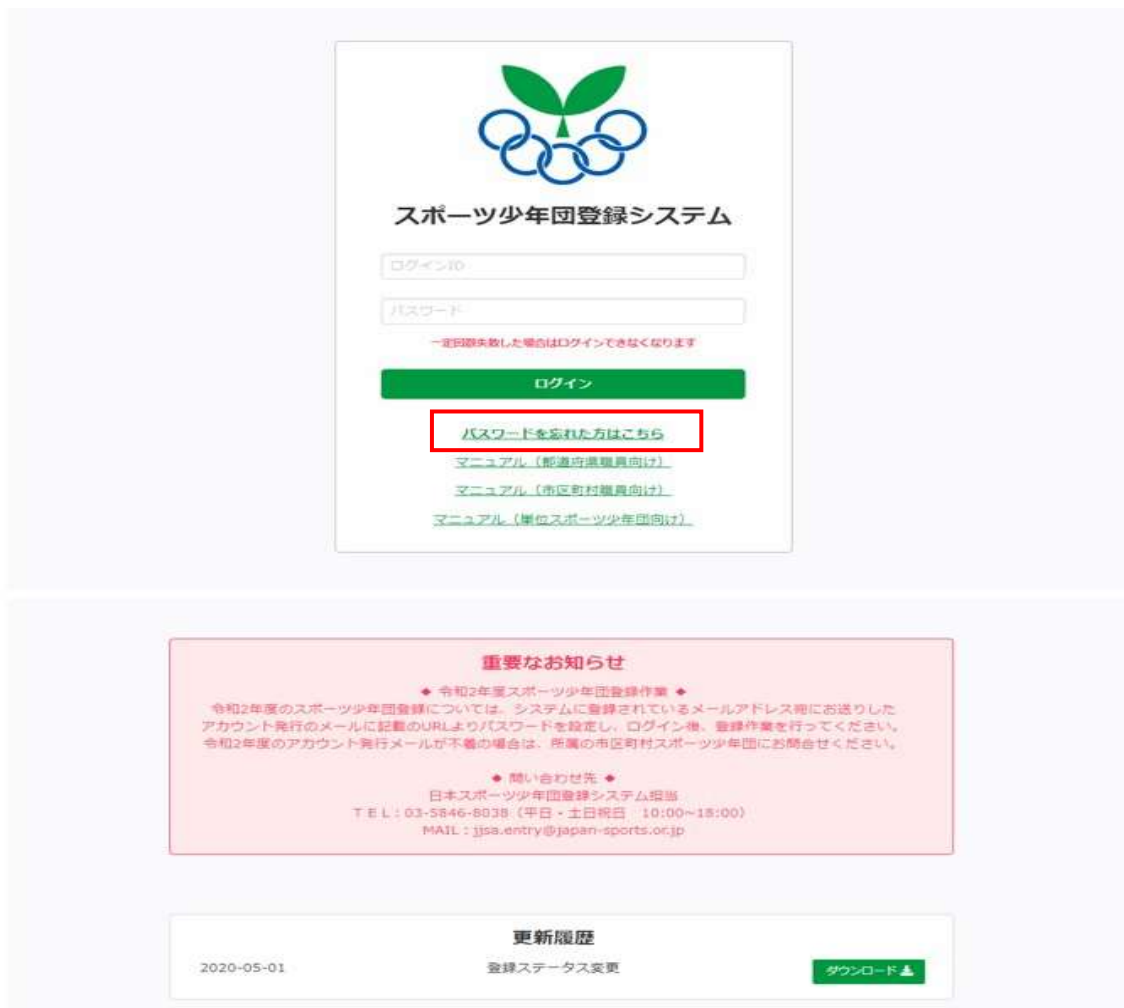 スポーツ少年団登録システム
ログインID
パスワード
一定回数失敗した場合はログインできなくなります
ログイン
パスワードを忘れた方はこちら
マニュアル（都道府県職員向け）
マニュアル（市区町村職員向け）
マニュアル（単位スポーツ少年団向け）
重要なお知らせ
◆ 令和2年度スポーツ少年団登録作業 ◆
令和2年度のスポーツ少年団登録については、システムに登録されているメールアドレス宛にお送りした
アカウント発行のメールに記載のURLよりパスワードを設定し、ログイン後、登録作業を行ってください。
令和2年度のアカウント発行メールが不着の場合は、所属の市区町村スポーツ少年団にお問合せください。
◆ 問い合わせ先 ◆
日本スポーツ少年団登録システム担当
ＴＥＬ：03-5846-8038（平日・土日祝日　10:00~18:00）
MAIL：jjsa.entry@japan-sports.or.jp
更新履歴
2020-05-01 登録ステータス変更 ダウンロード